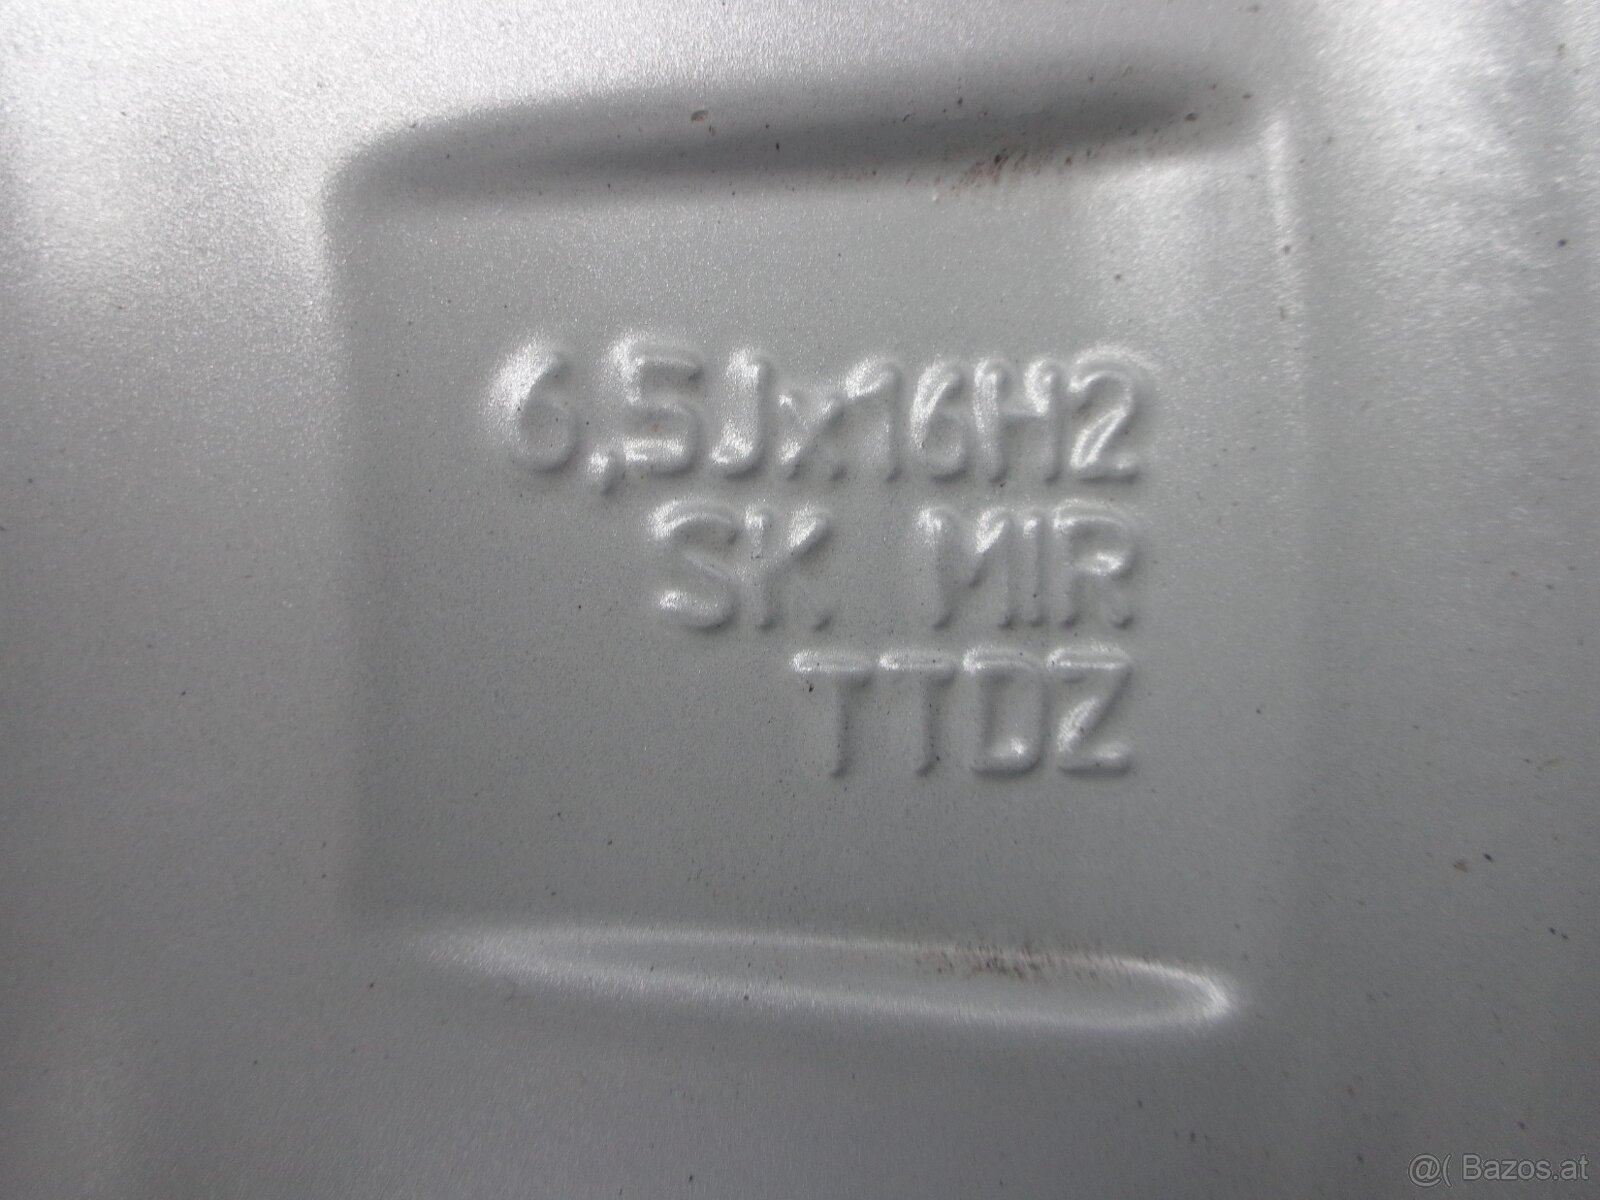 6,5Jx16H2
SK. MIR
TTDZ
@( Bazos.at